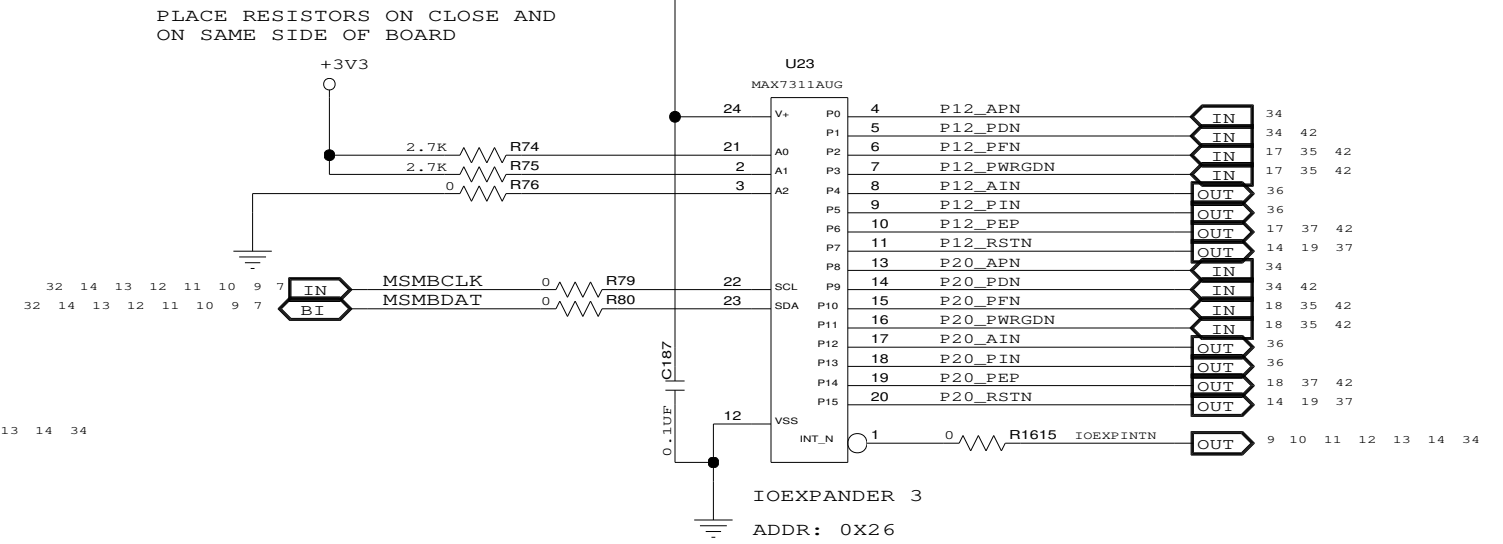 PLACE RESISTORS ON CLOSE AND
ON SAME SIDE OF BOARD
+3V3
U23
MAX7311AUG
24 V+ P0 4 P12_APN IN 34
P1 5 P12_PDN IN 34 42
2.7K R74 21 A0 P2 6 P12_PFN IN 17 35 42
2.7K R75 2 A1 P3 7 P12_PWRGDN IN 17 35 42
0 R76 3 A2 P4 8 P12_AIN OUT 36
P5 9 P12_PIN OUT 36
P6 10 P12_PEP OUT 17 37 42
P7 11 P12_RSTN OUT 14 19 37
P8 13 P20_APN IN 34
32 14 13 12 11 10 9 7 IN MSMBCLK 0 R79 22 SCL P9 14 P20_PDN IN 34 42
32 14 13 12 11 10 9 7 BI MSMBDAT 0 R80 23 SDA P10 15 P20_PFN IN 18 35 42
P11 16 P20_PWRGDN IN 18 35 42
P12 17 P20_AIN OUT 36
P13 18 P20_PIN OUT 36
C187 P14 19 P20_PEP OUT 18 37 42
P15 20 P20_RSTN OUT 14 19 37
0.1UF 12 VSS
13 14 34
INT_N 1 0 R1615 IOEXPINTN OUT 9 10 11 12 13 14 34
IOEXPANDER 3
ADDR: 0X26